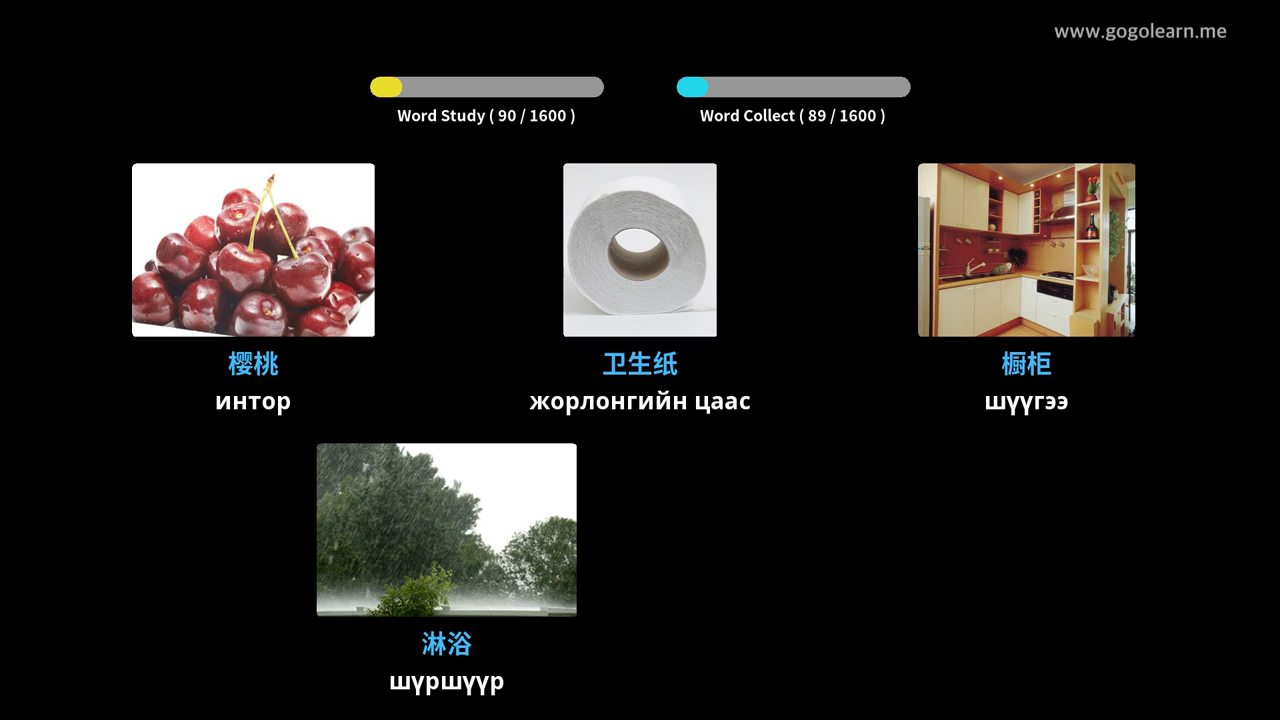 www.gogolearn.me
Word Study ( 90 / 1600 )
Word Collect ( 89 / 1600 )
樱桃
интор
卫生纸
жорлонгийн цаас
橱柜
шүүгээ
淋浴
шүршүүр